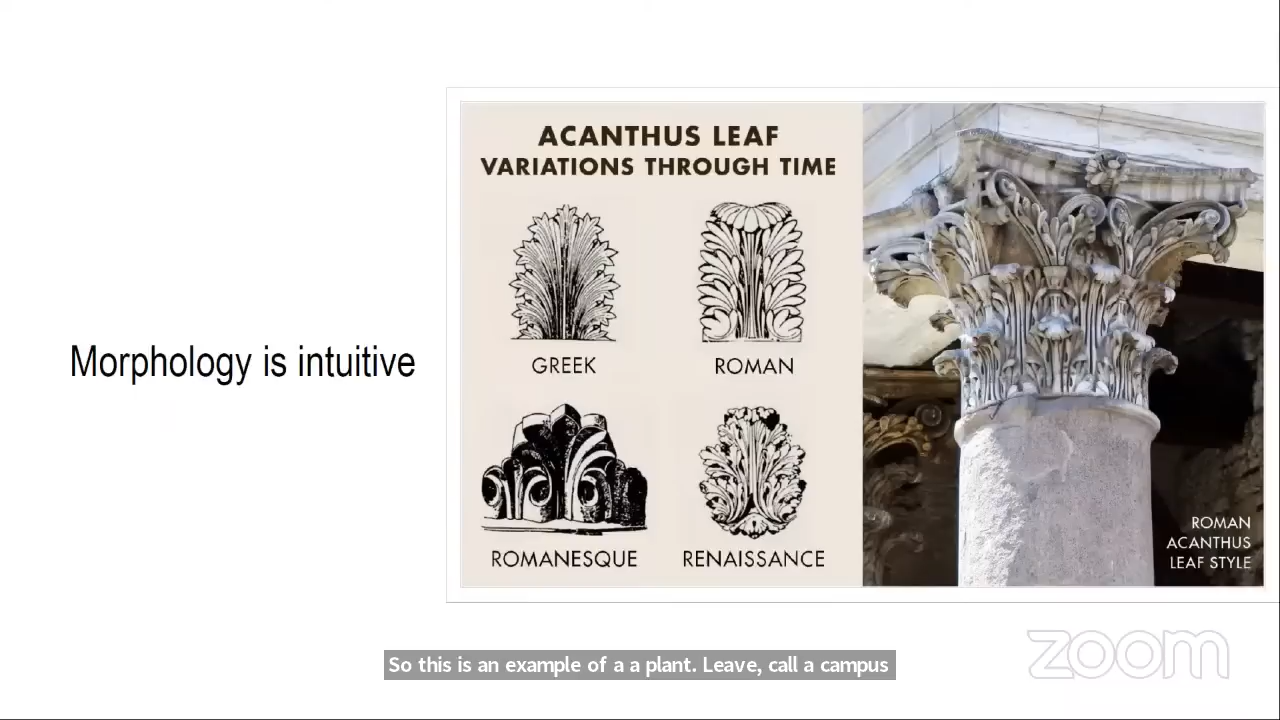 Morphology is intuitive
ACANTHUS LEAF
VARIATIONS THROUGH TIME
GREEK
ROMAN
ROMANESQUE
RENAISSANCE
ROMAN
ACANTHUS
LEAF STYLE
So this is an example of a a plant. Leave, call a campus
zoom